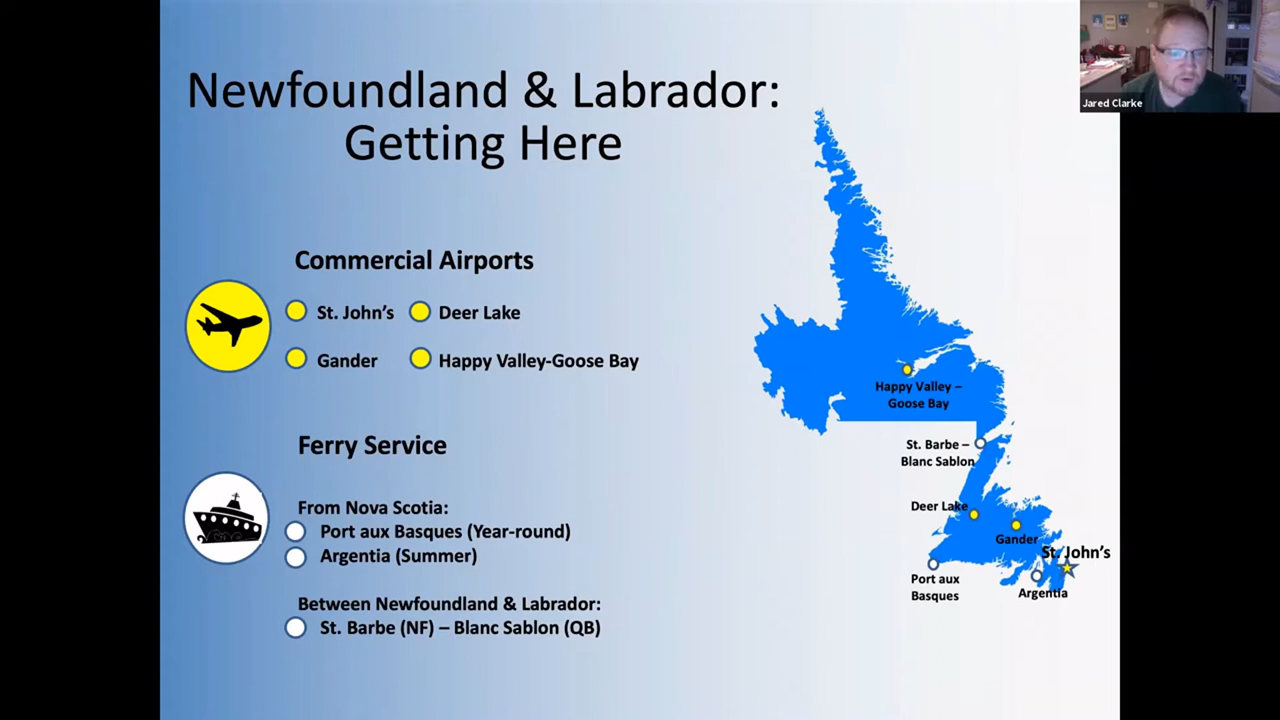 Newfoundland & Labrador:
Getting Here
Jared Clarke
Commercial Airports
St. John's
Deer Lake
Gander
Happy Valley-Goose Bay
Ferry Service
From Nova Scotia:
Port aux Basques (Year-round)
Argentia (Summer)
Between Newfoundland & Labrador:
St. Barbe (NF) – Blanc Sablon (QB)
Happy Valley –
Goose Bay
St. Barbe –
Blanc Sablon
Deer Lake
Gander
St. John's
Port aux
Basques
Argentia